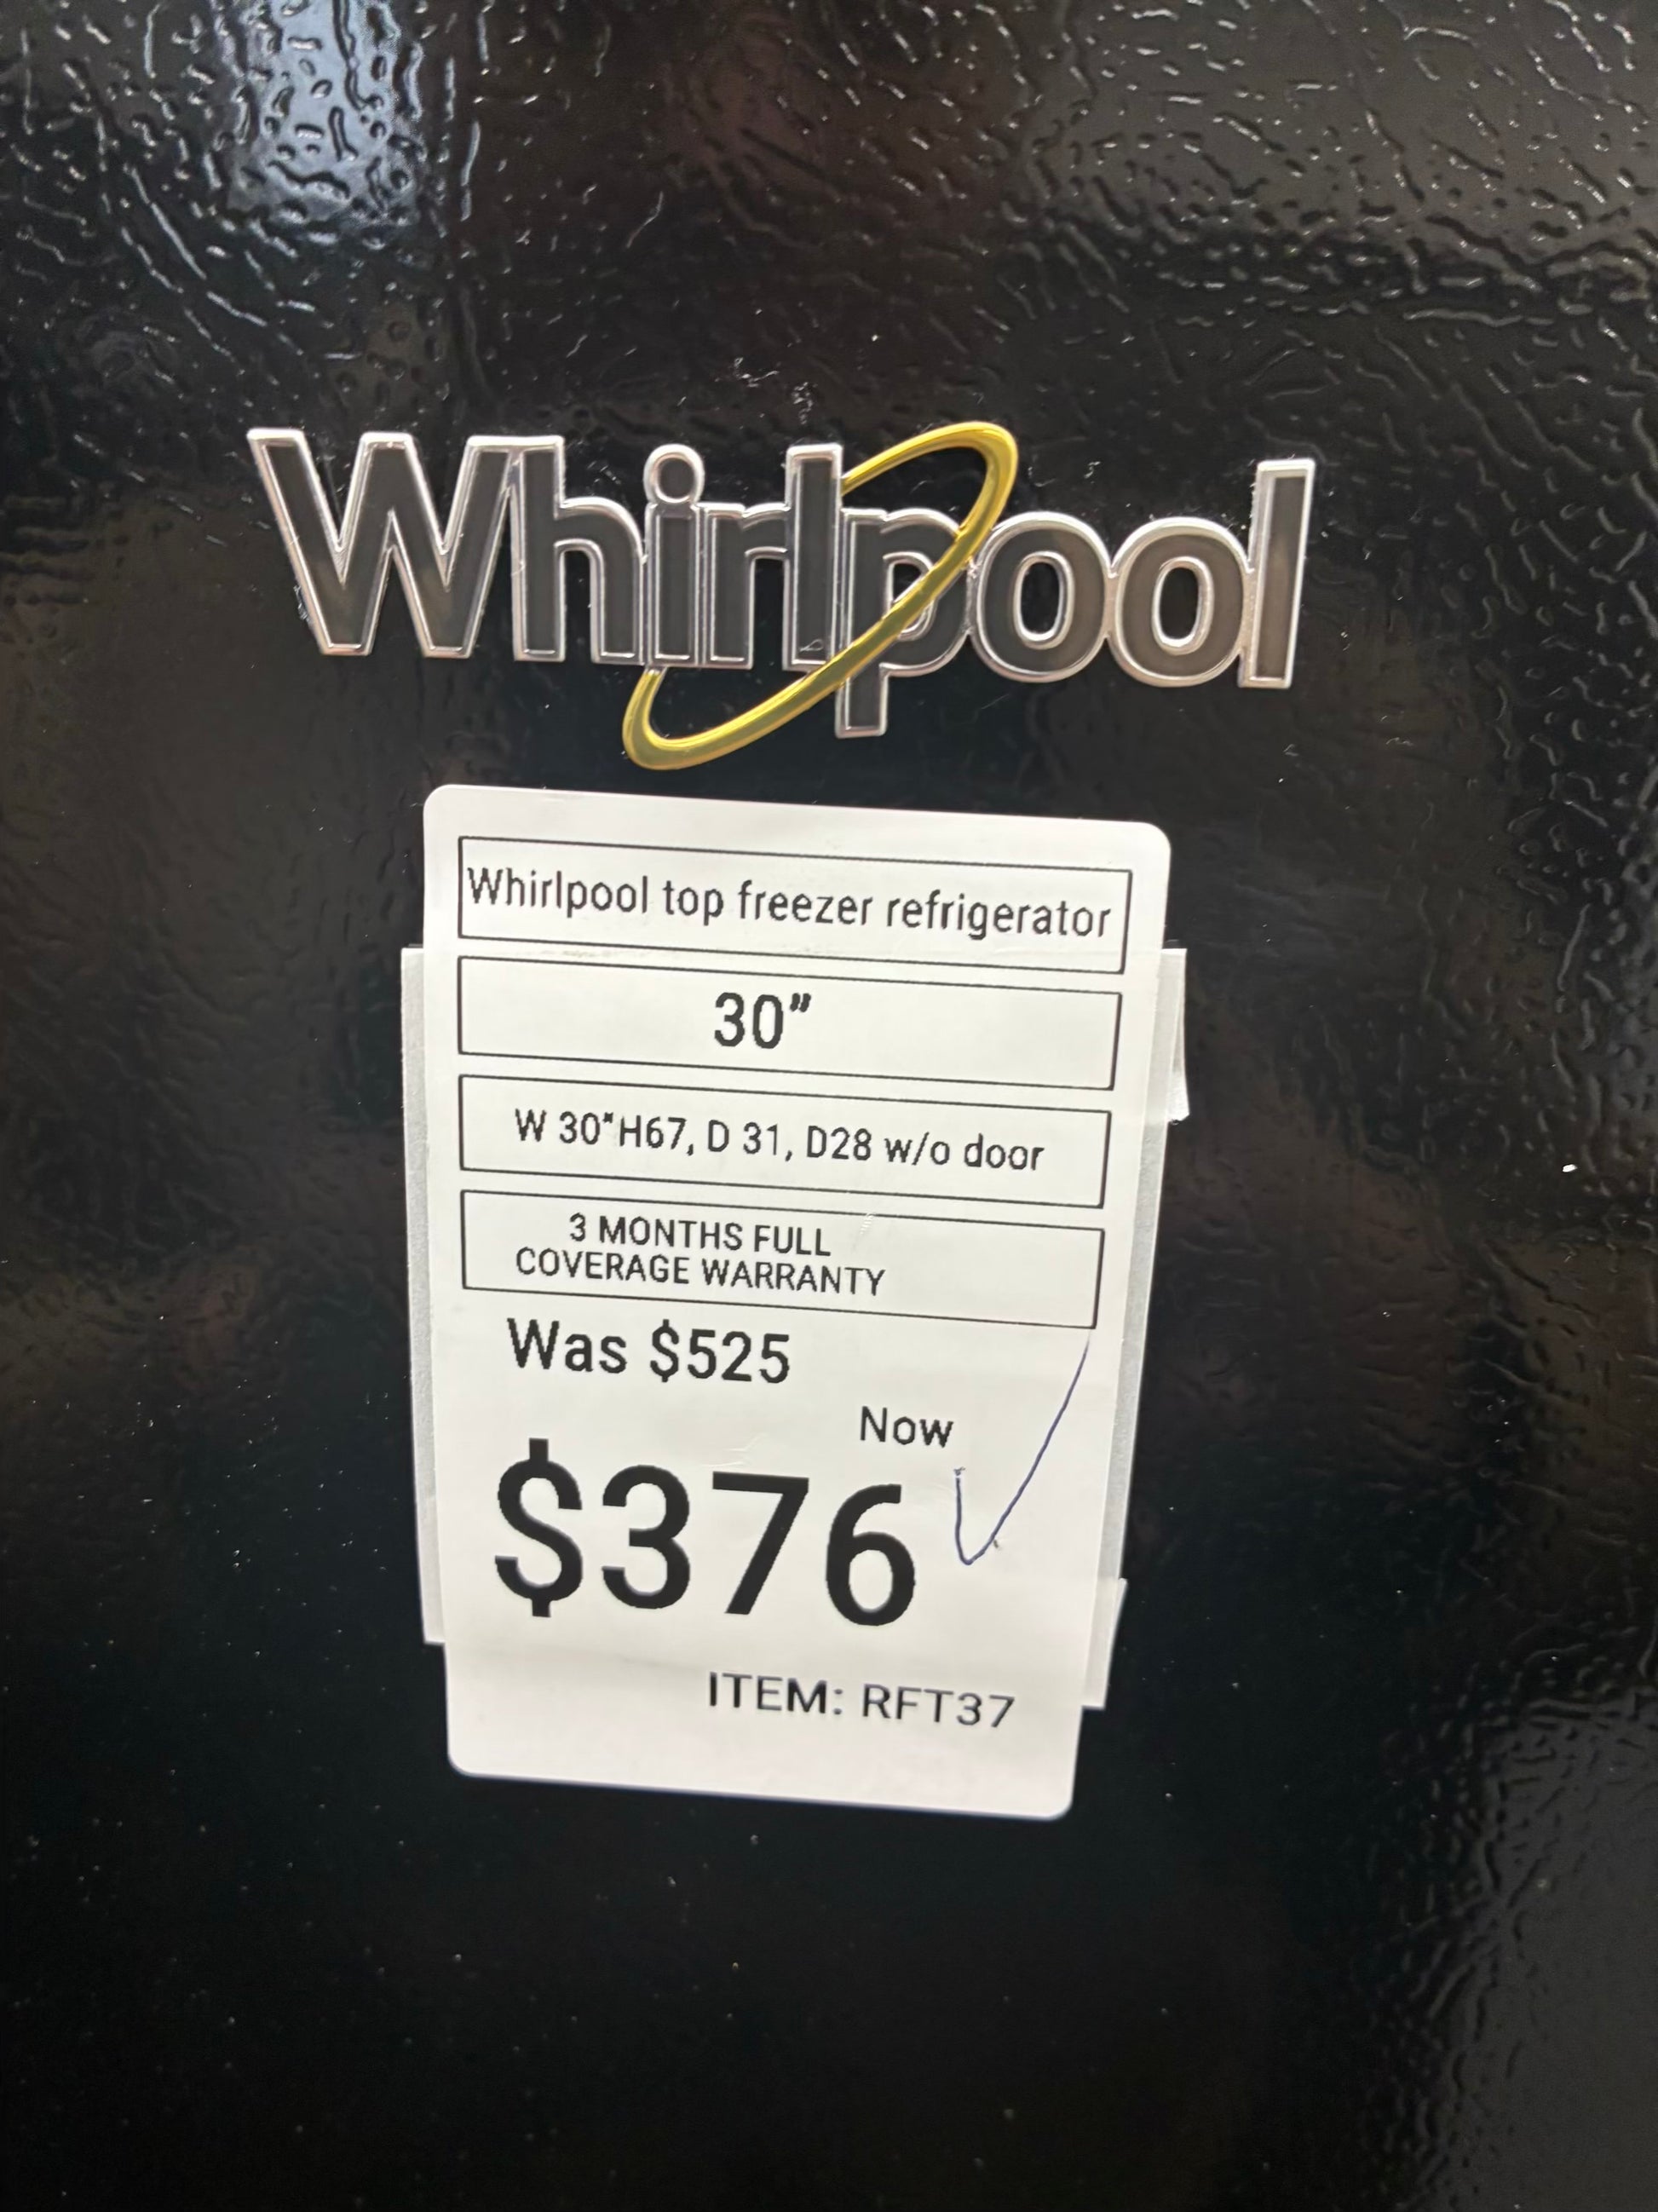 Whirlpool
Whirlpool top freezer refrigerator
30"
W 30"H67, D 31, D28 w/o door
3 MONTHS FULL
COVERAGE WARRANTY
Was $525
Now
$376
ITEM: RFT37